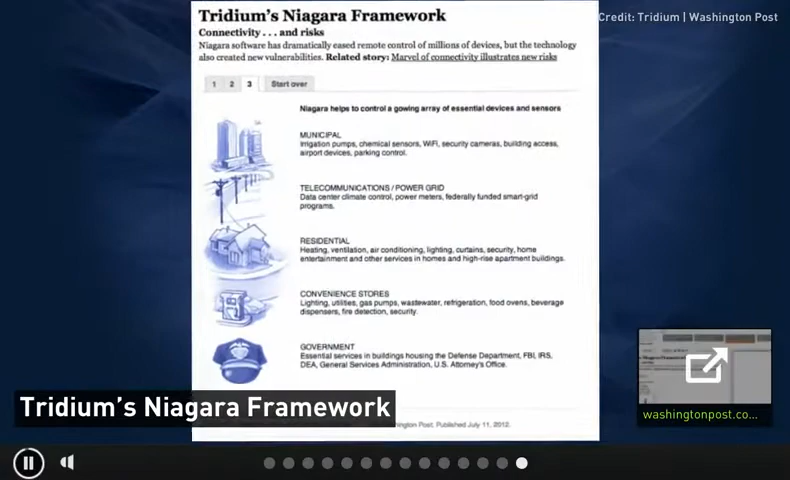 Tridium's Niagara Framework
Credit: Tridium | Washington Post
Connectivity . . . and risks
Niagara software has dramatically eased remote control of millions of devices, but the technology
also created new vulnerabilities. Related story: Marvel of connectivity illustrates new risks
1 2 3 Start over
Niagara helps to control a gowing array of essential devices and sensors
MUNICIPAL
Irrigation pumps, chemical sensors, WiFi, security cameras, building access,
airport devices, parking control.
TELECOMMUNICATIONS / POWER GRID
Data center climate control, power meters, federally funded smart-grid
programs.
RESIDENTIAL
Heating, ventilation, air conditioning, lighting, curtains, security, home
entertainment and other services in homes and high-rise apartment buildings.
CONVENIENCE STORES
Lighting, utilities, gas pumps, wastewater, refrigeration, food ovens, beverage
dispensers, fire detection, security.
GOVERNMENT
Essential services in buildings housing the Defense Department, FBI, IRS,
DEA, General Services Administration, U.S. Attorney's Office.
Tridium's Niagara Framework
washingtonpost.co...
Post; Published July 11, 2012.